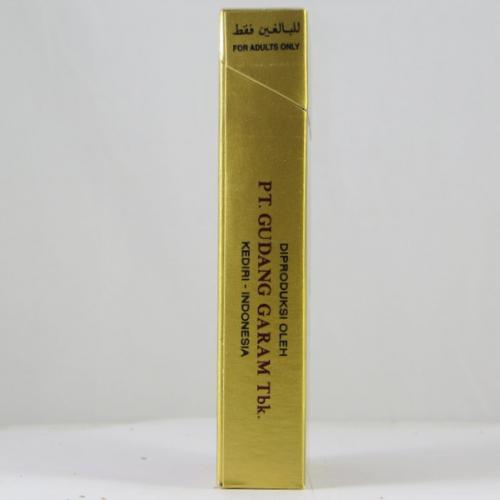 للبالغين فقط
FOR ADULTS ONLY
DIPRODUKSI OLEH
PT. GUDANG GARAM Tbk.
KEDIRI - INDONESIA